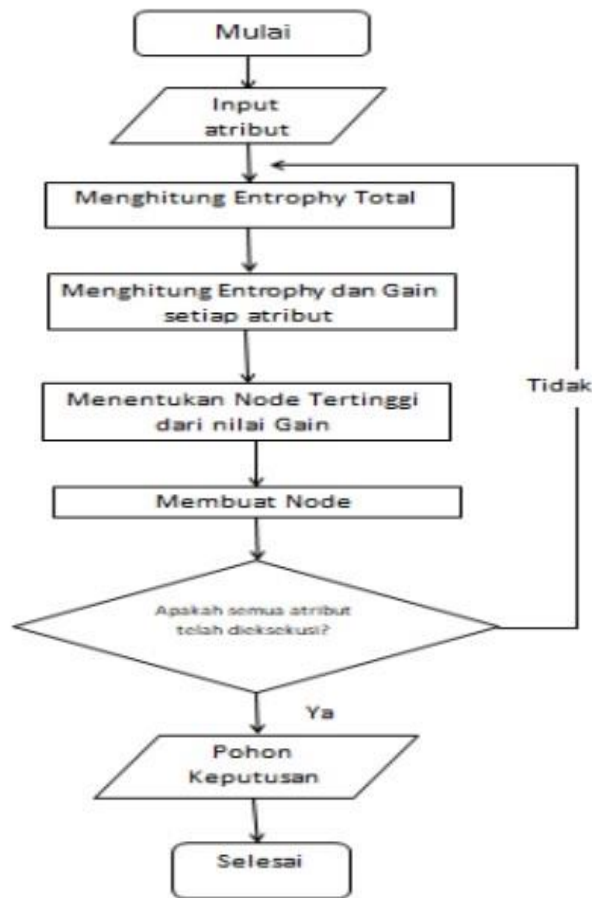 Mulai
Input
atribut
Menghitung Entrophy Total
Menghitung Entrophy dan Gain
setiap atribut
Menentukan Node Tertinggi
dari nilai Gain
Membuat Node
Apakah semua atribut
telah dieksekusi?
Tidak
Ya
Pohon
Keputusan
Selesai